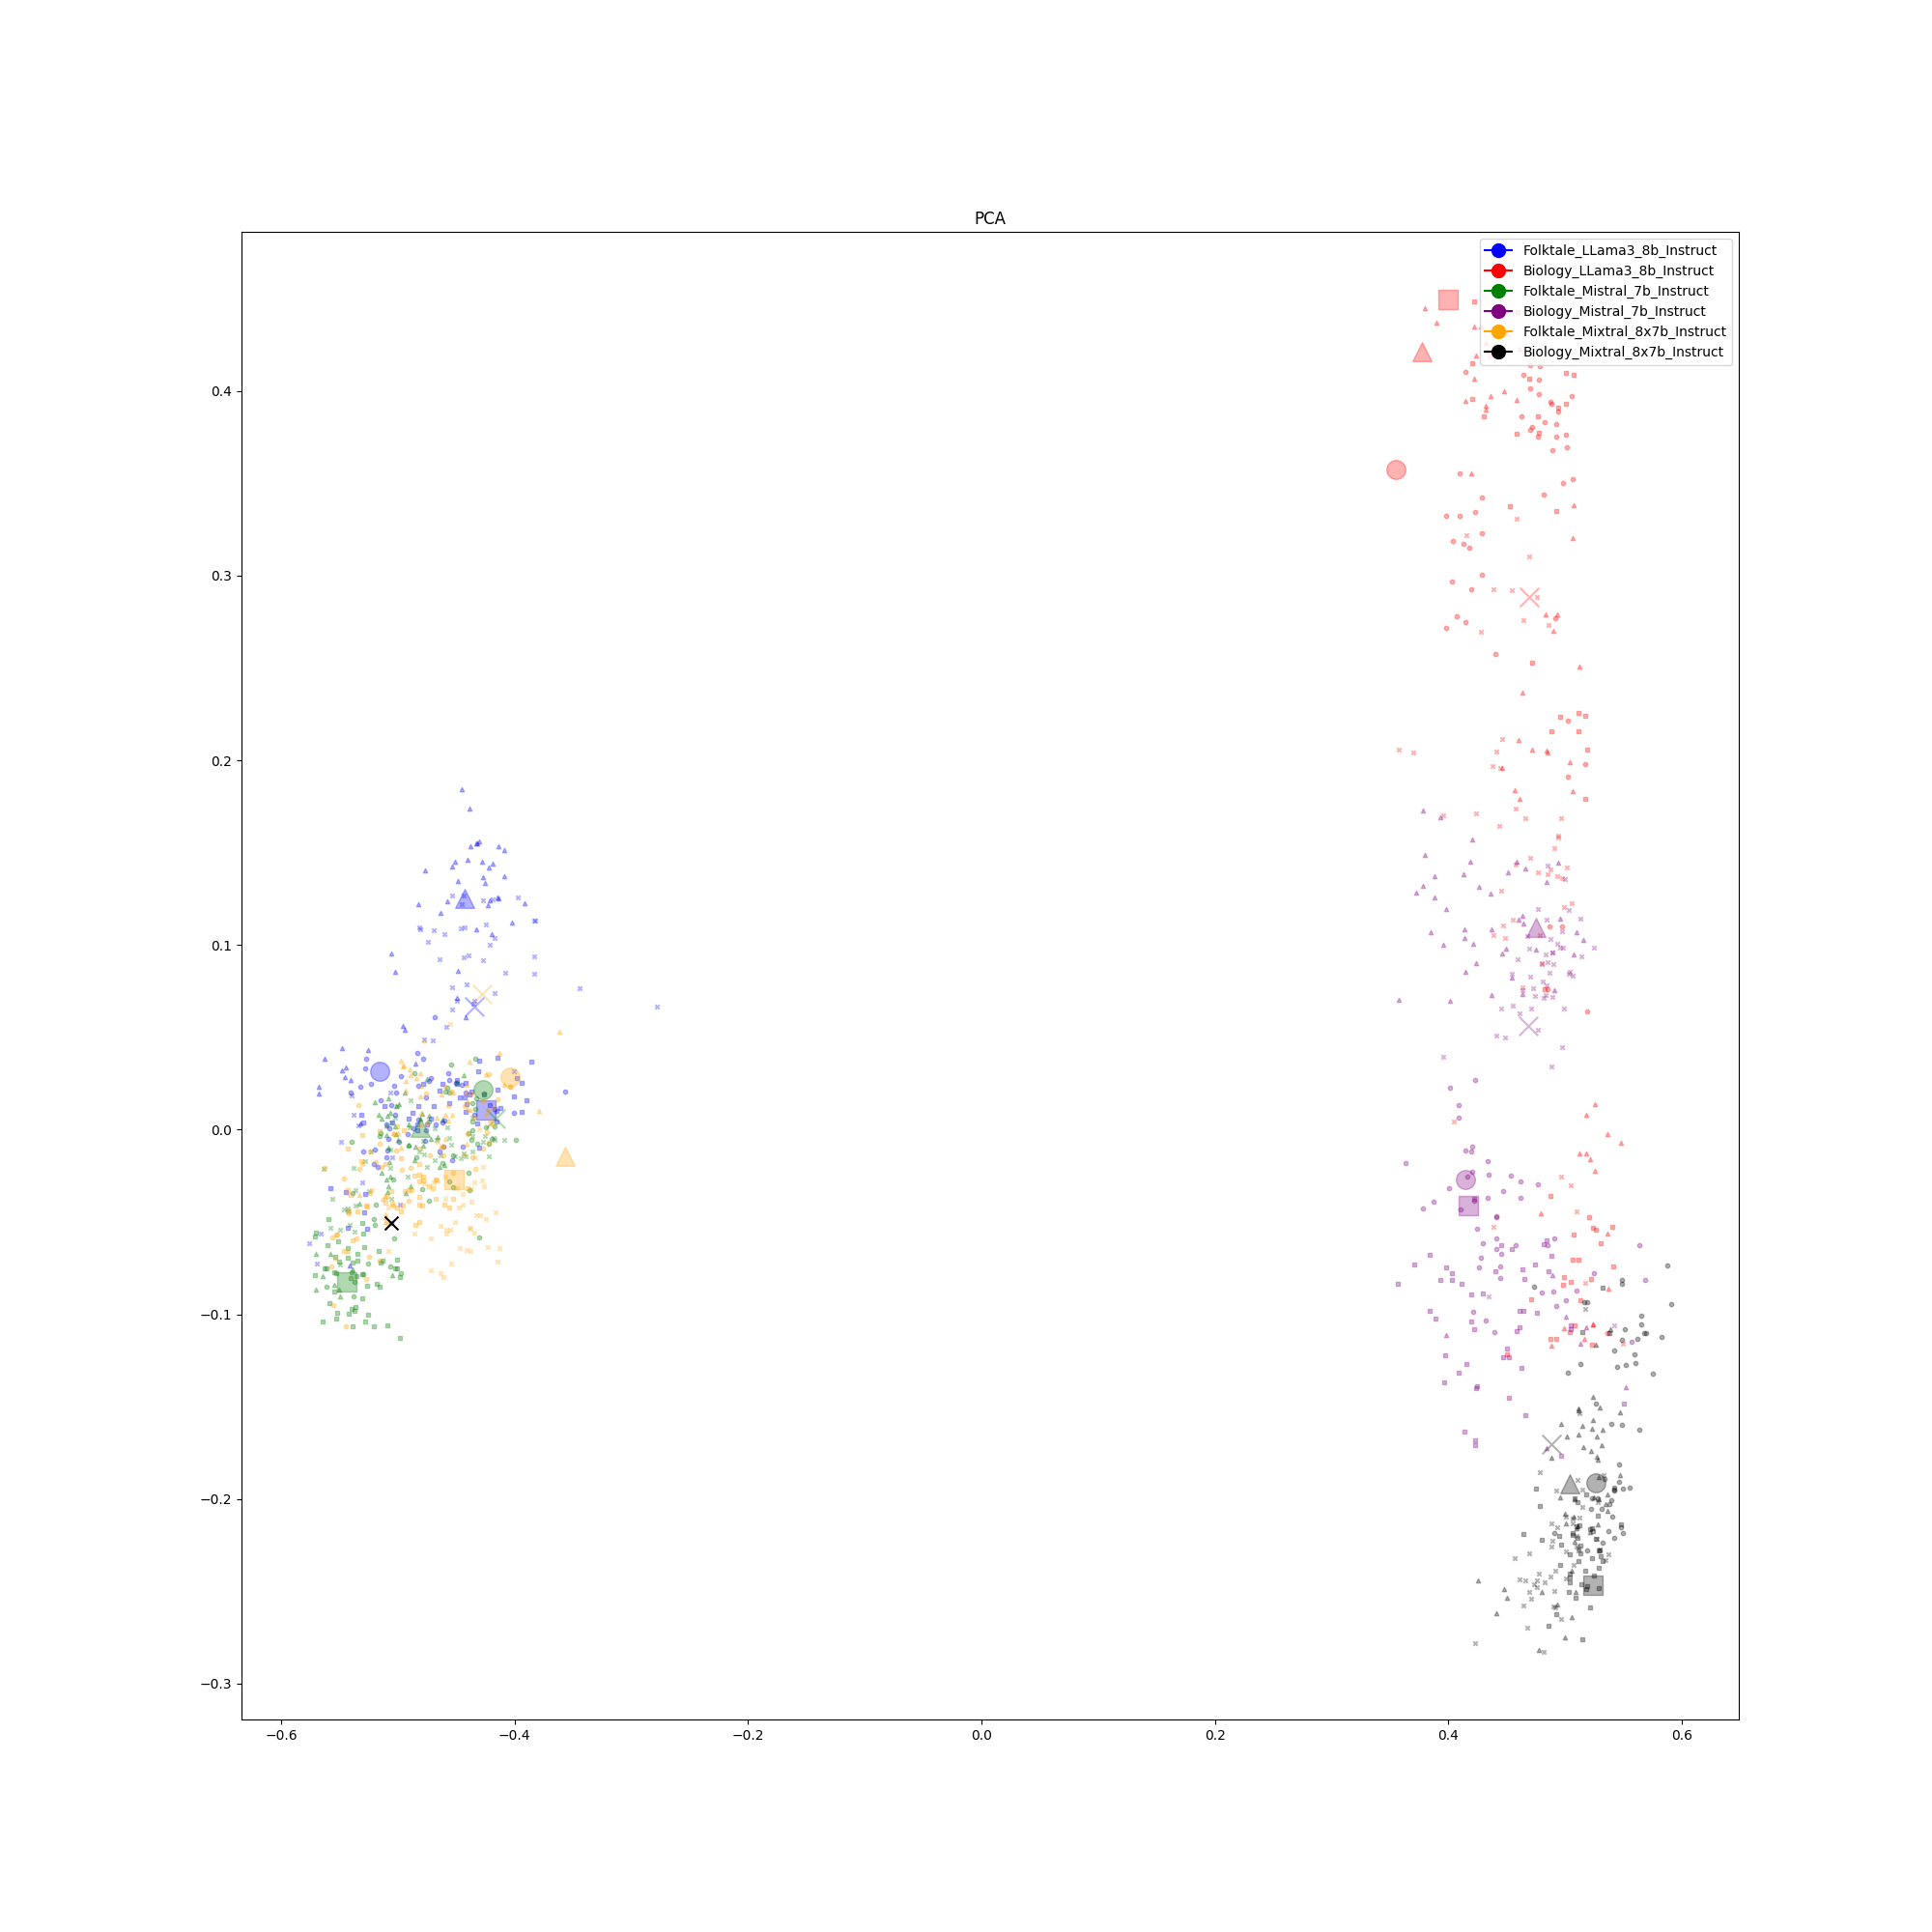 PCA
Folktale_LLama3_8b_Instruct
Biology_LLama3_8b_Instruct
Folktale_Mistral_7b_Instruct
Biology_Mistral_7b_Instruct
Folktale_Mixtral_8x7b_Instruct
Biology_Mixtral_8x7b_Instruct
0.4
0.3
0.2
0.1
0.0
−0.1
−0.2
−0.3
−0.6 −0.4 −0.2 0.0 0.2 0.4 0.6